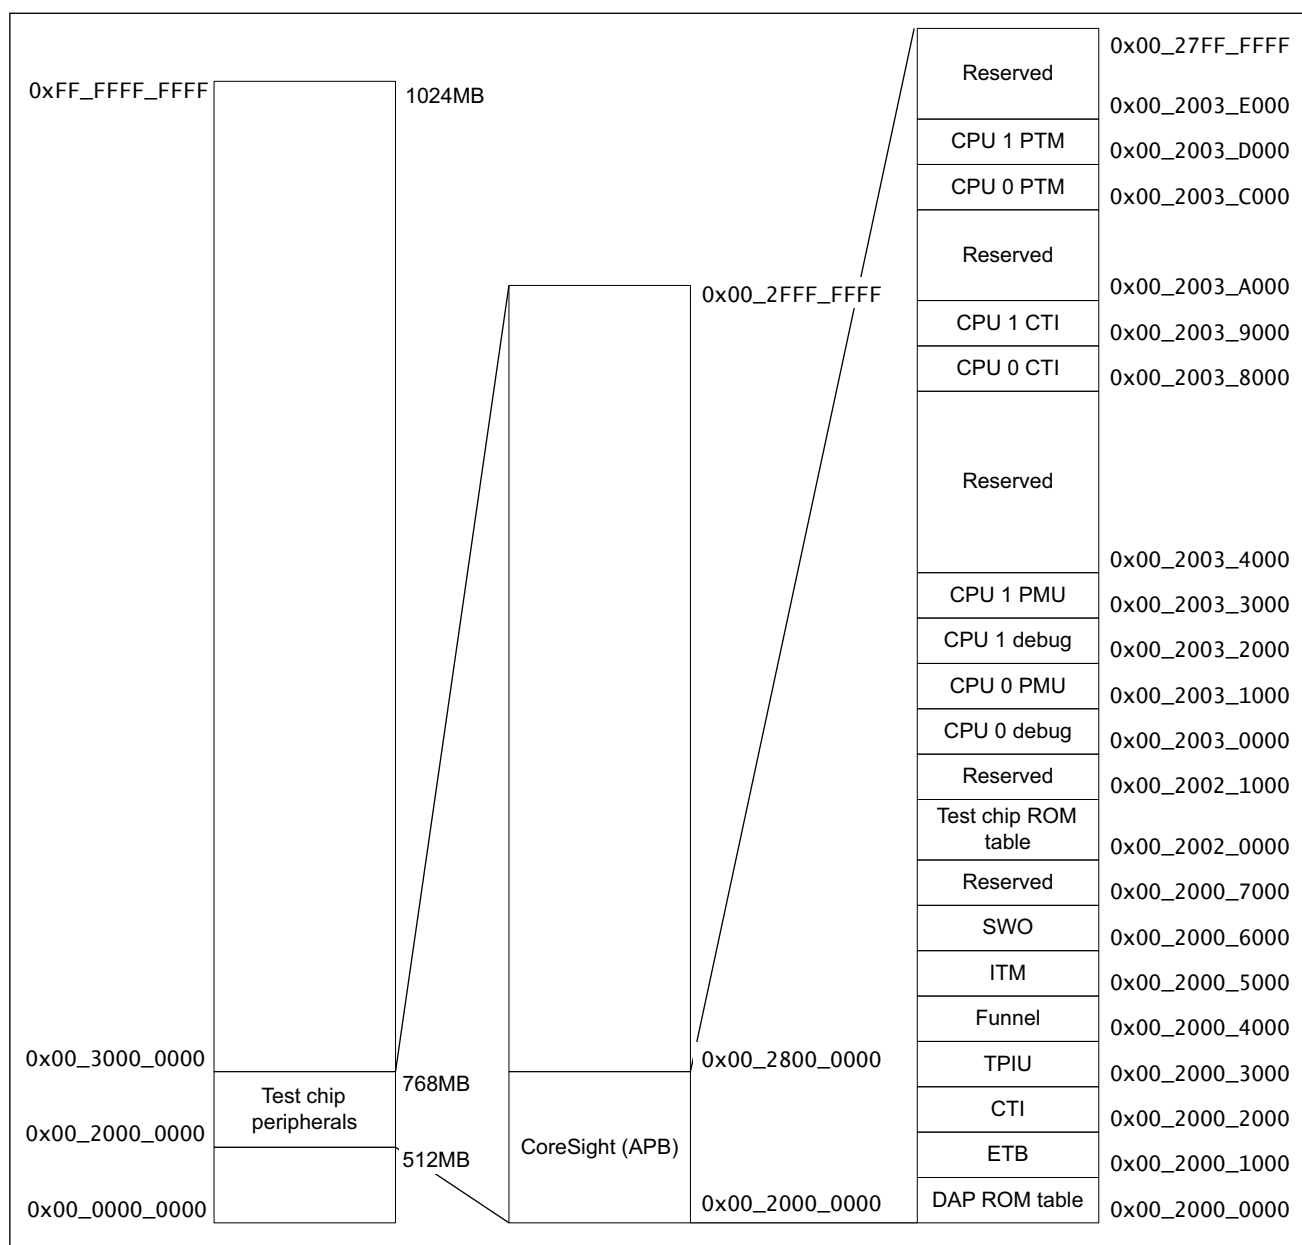 0xFF_FFFF_FFFF
1024MB
0x00_3000_0000
768MB
Test chip
peripherals
0x00_2000_0000
512MB
0x00_0000_0000
0x00_2FFF_FFFF
0x00_2800_0000
CoreSight (APB)
0x00_2000_0000
0x00_27FF_FFFF
Reserved
0x00_2003_E000
CPU 1 PTM
0x00_2003_D000
CPU 0 PTM
0x00_2003_C000
Reserved
0x00_2003_A000
CPU 1 CTI
0x00_2003_9000
CPU 0 CTI
0x00_2003_8000
Reserved
0x00_2003_4000
CPU 1 PMU
0x00_2003_3000
CPU 1 debug
0x00_2003_2000
CPU 0 PMU
0x00_2003_1000
CPU 0 debug
0x00_2003_0000
Reserved
0x00_2002_1000
Test chip ROM
table
0x00_2002_0000
Reserved
0x00_2000_7000
SWO
0x00_2000_6000
ITM
0x00_2000_5000
Funnel
0x00_2000_4000
TPIU
0x00_2000_3000
CTI
0x00_2000_2000
ETB
0x00_2000_1000
DAP ROM table
0x00_2000_0000